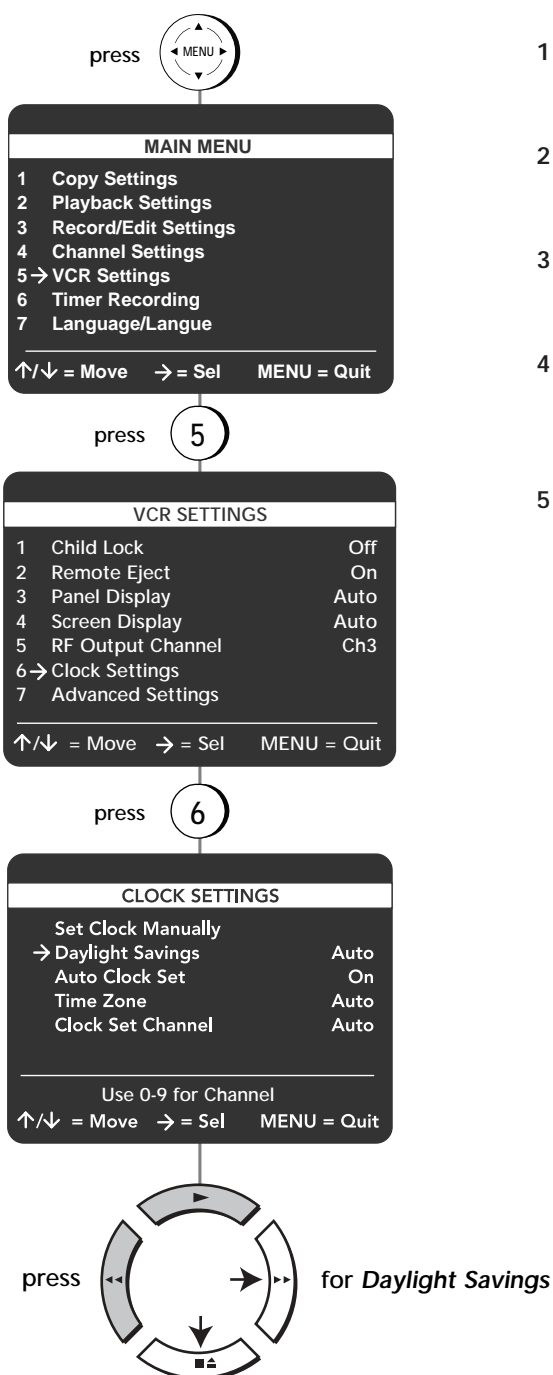 press MENU
1
MAIN MENU
1 Copy Settings
2 Playback Settings
3 Record/Edit Settings
4 Channel Settings
5→VCR Settings
6 Timer Recording
7 Language/Langue
↑/↓ = Move → = Sel MENU = Quit
2
3
4
press 5
5
VCR SETTINGS
1 Child Lock Off
2 Remote Eject On
3 Panel Display Auto
4 Screen Display Auto
5 RF Output Channel Ch3
6→Clock Settings
7 Advanced Settings
↑/↓ = Move → = Sel MENU = Quit
press 6
CLOCK SETTINGS
Set Clock Manually
→Daylight Savings Auto
Auto Clock Set On
Time Zone Auto
Clock Set Channel Auto
Use 0-9 for Channel
↑/↓ = Move → = Sel MENU = Quit
press for Daylight Savings